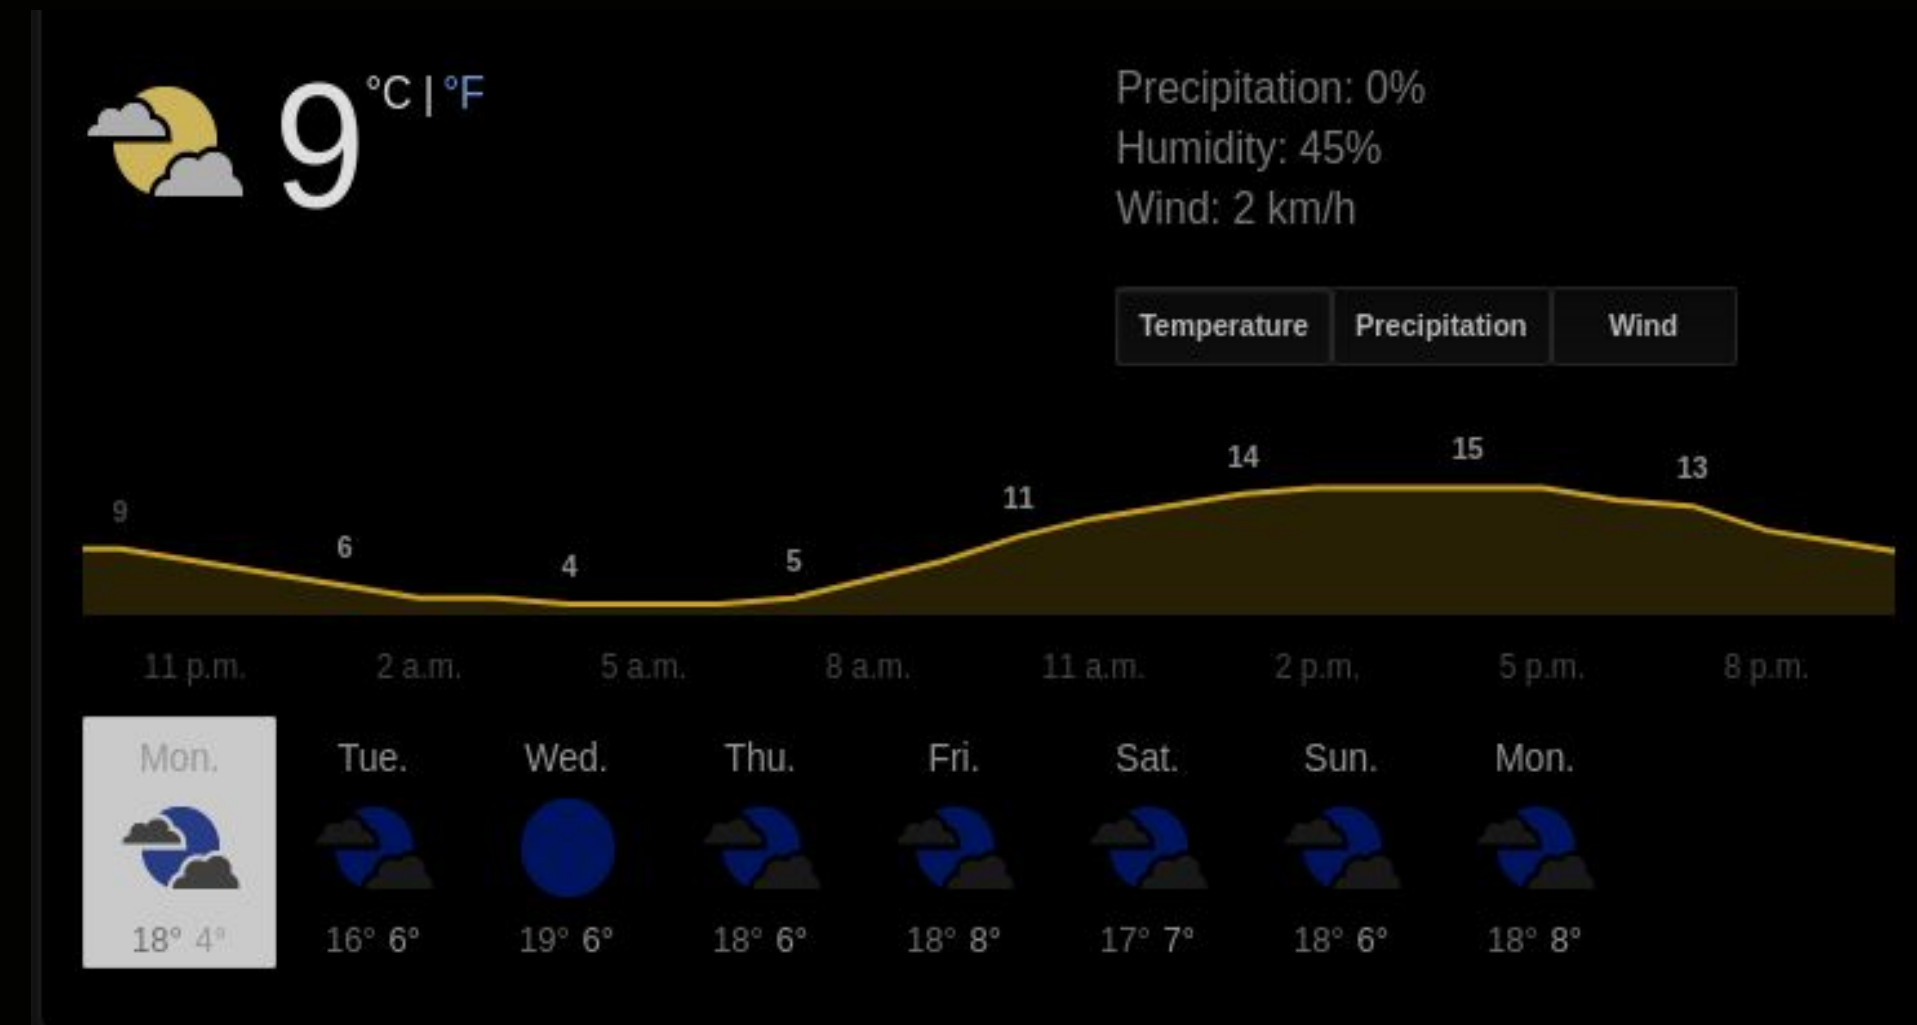 9 °C | °F
Precipitation: 0%
Humidity: 45%
Wind: 2 km/h
Temperature Precipitation Wind
9 6 4 5 11 14 15 13
11 p.m. 2 a.m. 5 a.m. 8 a.m. 11 a.m. 2 p.m. 5 p.m. 8 p.m.
Mon. Tue. Wed. Thu. Fri. Sat. Sun. Mon.
18° 4° 16° 6° 19° 6° 18° 6° 18° 8° 17° 7° 18° 6° 18° 8°